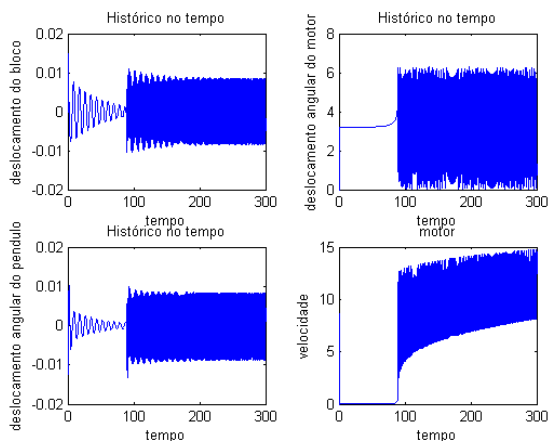 Histórico no tempo
0.02
0.01
0
-0.01
-0.02
deslocamento do bloco
0 100 200 300
tempo
Histórico no tempo
8
6
4
2
0
deslocamento angular do motor
0 100 200 300
tempo
Histórico no tempo
0.02
0.01
0
-0.01
-0.02
deslocamento angular do pendulo
0 100 200 300
tempo
motor
15
10
5
0
velocidade
0 100 200 300
tempo